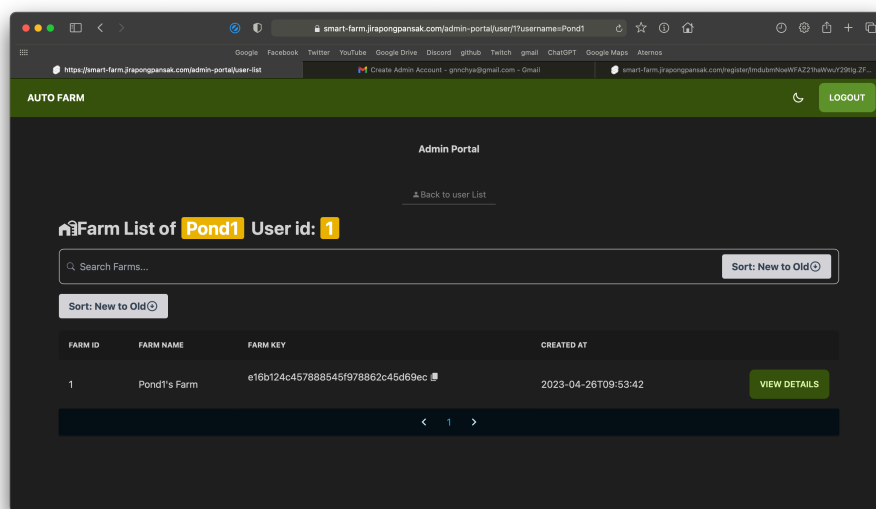 smart-farm.jirapongpansak.com/admin-portal/user/1?username=Pond1
Google Facebook Twitter YouTube Google Drive Discord github Twitch gmail ChatGPT Google Maps Aternos
https://smart-farm.jirapongpansak.com/admin-portal/user-list
Create Admin Account - gnnchya@gmail.com - Gmail
AUTO FARM
LOGOUT
Admin Portal
Back to user List
Farm List of Pond1 User id: 1
Search Farms...
Sort: New to Old
Sort: New to Old
FARM ID FARM NAME FARM KEY CREATED AT
1 Pond1's Farm e16b124c457888545f978862c45d69ec 2023-04-26T09:53:42 VIEW DETAILS
1